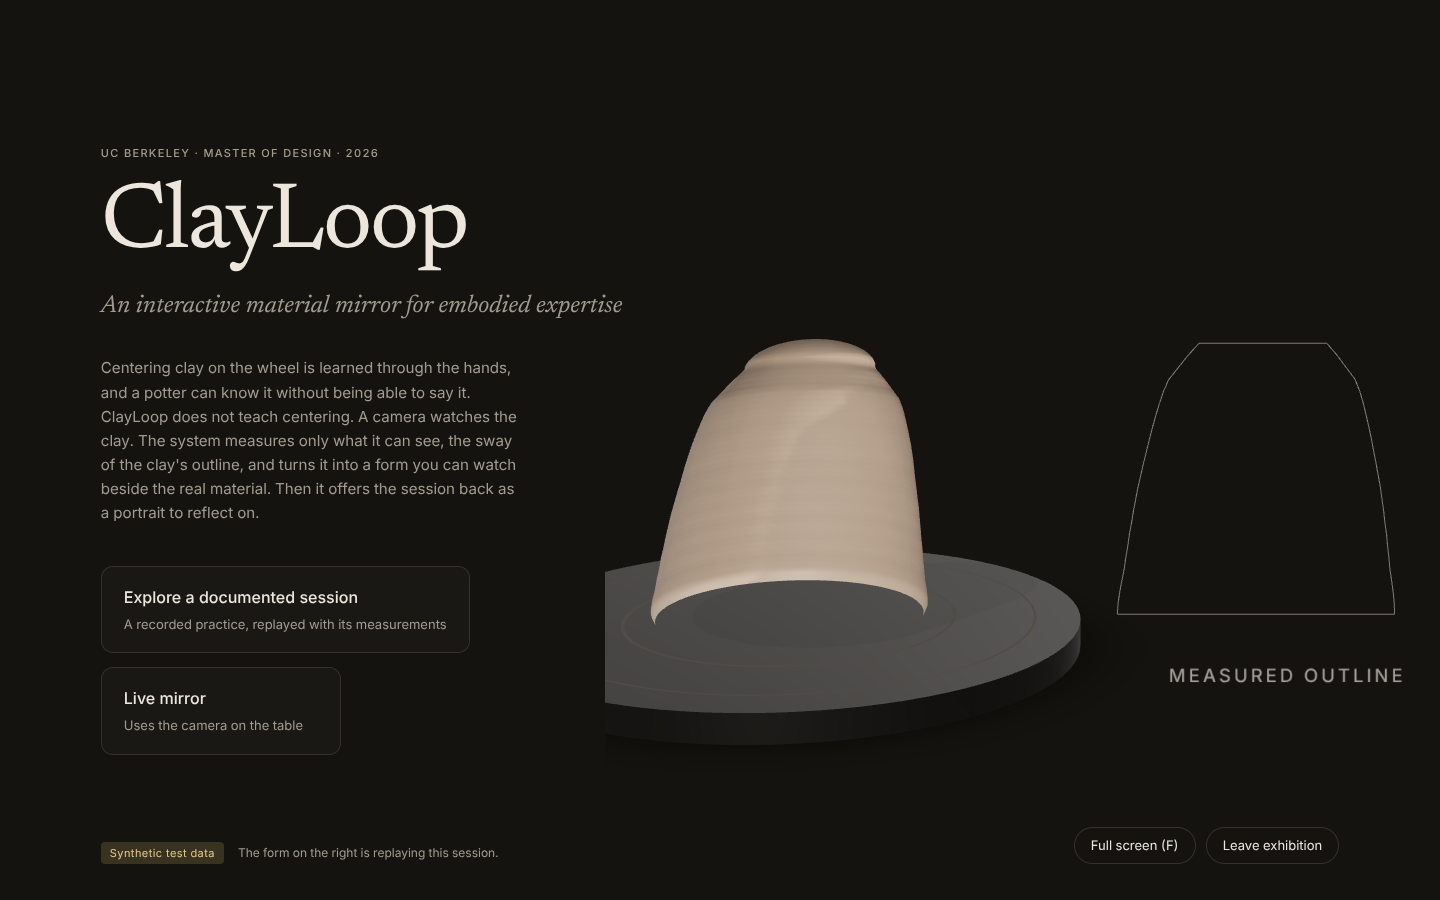 UC BERKELEY · MASTER OF DESIGN · 2026
ClayLoop
An interactive material mirror for embodied expertise
Centering clay on the wheel is learned through the hands,
and a potter can know it without being able to say it.
ClayLoop does not teach centering. A camera watches the
clay. The system measures only what it can see, the sway
of the clay's outline, and turns it into a form you can watch
beside the real material. Then it offers the session back as
a portrait to reflect on.
Explore a documented session
A recorded practice, replayed with its measurements
Live mirror
Uses the camera on the table
MEASURED OUTLINE
Synthetic test data
The form on the right is replaying this session.
Full screen (F)
Leave exhibition